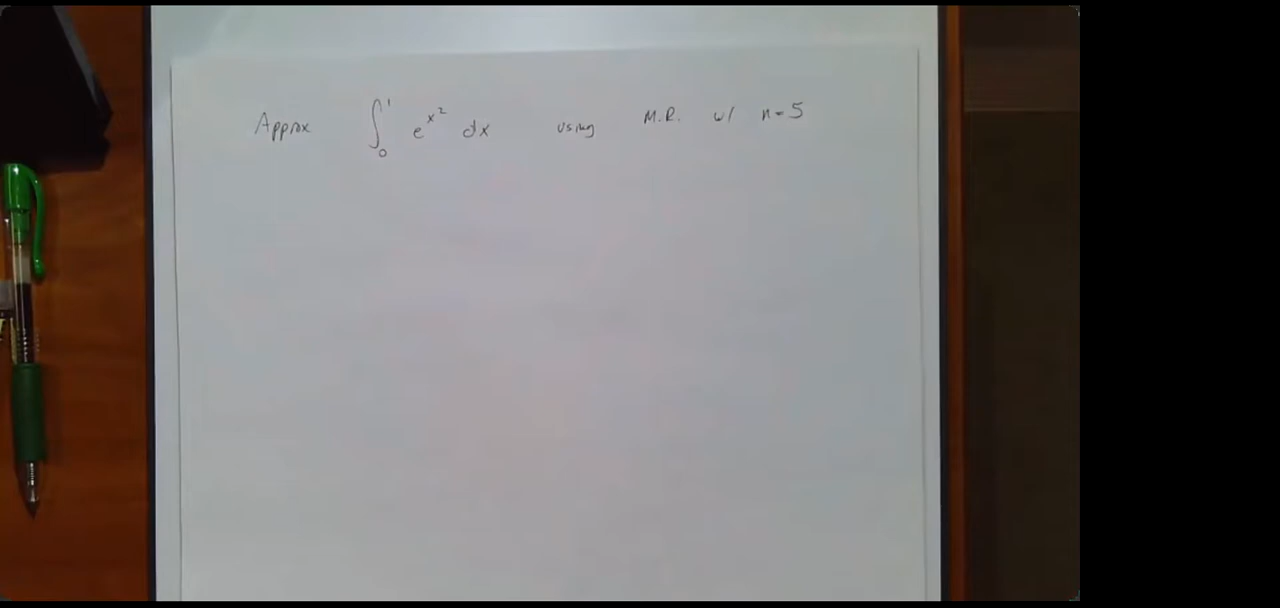 Approx ∫₀¹ e^{x²} dx using M.R. w/ n=5